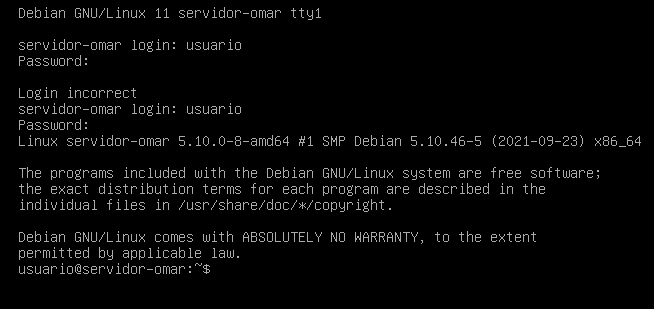 Debian GNU/Linux 11 servidor-omar tty1
servidor-omar login: usuario
Password:
Login incorrect
servidor-omar login: usuario
Password:
Linux servidor-omar 5.10.0-8-amd64 #1 SMP Debian 5.10.46-5 (2021-09-23) x86_64
The programs included with the Debian GNU/Linux system are free software;
the exact distribution terms for each program are described in the
individual files in /usr/share/doc/*/copyright.
Debian GNU/Linux comes with ABSOLUTELY NO WARRANTY, to the extent
permitted by applicable law.
usuario@servidor-omar:~$